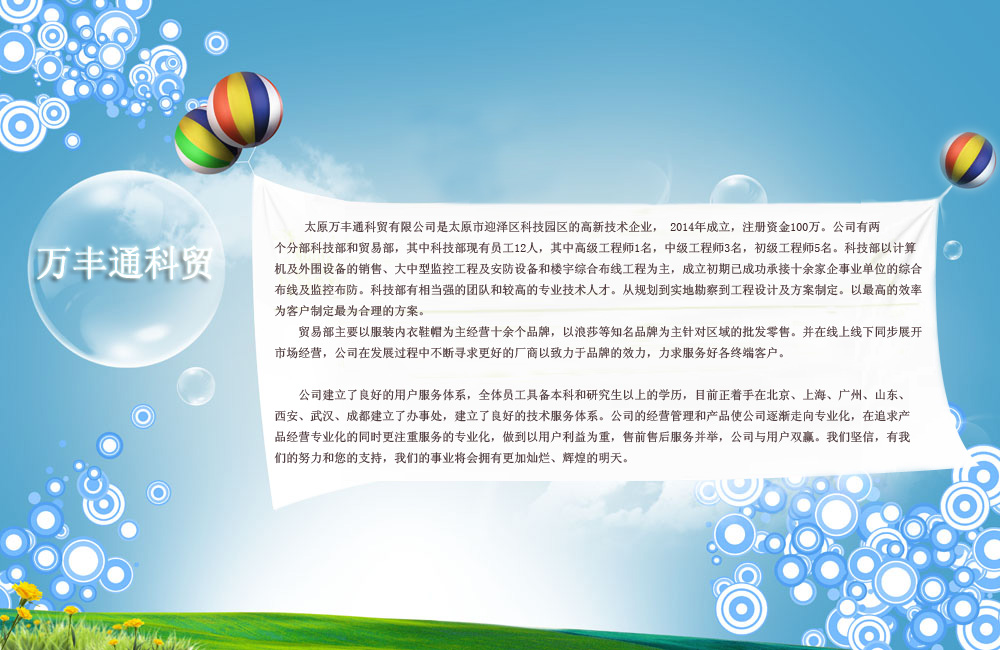 万丰通科贸
太原万丰通科贸有限公司是太原市迎泽区科技园区的高新技术企业， 2014年成立，注册资金100万。公司有两
个分部科技部和贸易部，其中科技部现有员工12人，其中高级工程师1名，中级工程师3名，初级工程师5名。科技部以计算
机及外围设备的销售、大中型监控工程及安防设备和楼宇综合布线工程为主，成立初期已成功承接十余家企事业单位的综合
布线及监控布防。科技部有相当强的团队和较高的专业技术人才。从规划到实地勘察到工程设计及方案制定。以最高的效率
为客户制定最为合理的方案。
贸易部主要以服装内衣鞋帽为主经营十余个品牌，以浪莎等知名品牌为主针对区域的批发零售。并在线上线下同步展开
市场经营，公司在发展过程中不断寻求更好的厂商以致力于品牌的效力，力求服务好各终端客户。
公司建立了良好的用户服务体系，全体员工具备本科和研究生以上的学历，目前正着手在北京、上海、广州、山东、
西安、武汉、成都建立了办事处，建立了良好的技术服务体系。公司的经营管理和产品使公司逐渐走向专业化，在追求产
品经营专业化的同时更注重服务的专业化，做到以用户利益为重，售前售后服务并举，公司与用户双赢。我们坚信，有我
们的努力和您的支持，我们的事业将会拥有更加灿烂、辉煌的明天。